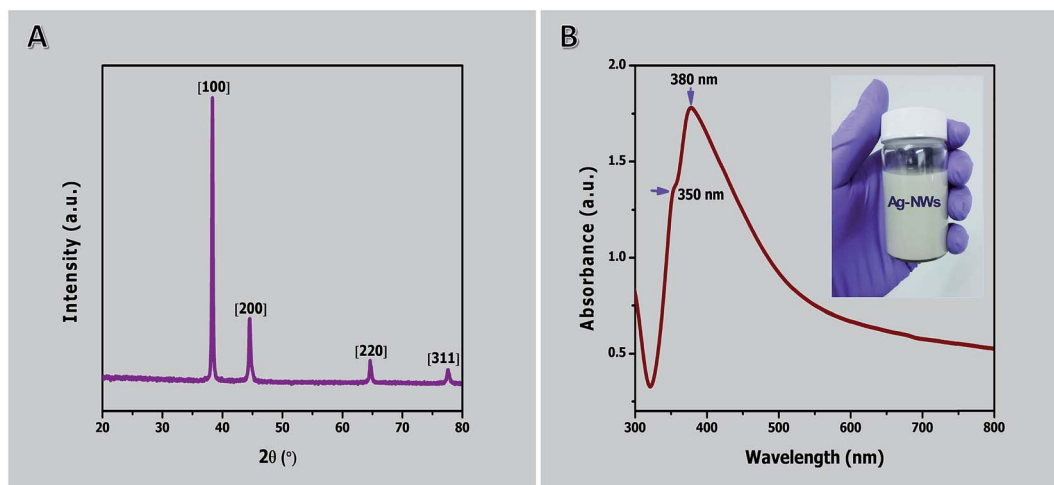 A
[100]
[200]
[220]
[311]
Intensity (a.u.)
20 30 40 50 60 70 80
2θ (°)
B
2.0
1.5
1.0
0.5
380 nm
350 nm
Ag-NWs
Absorbance (a.u.)
300 400 500 600 700 800
Wavelength (nm)